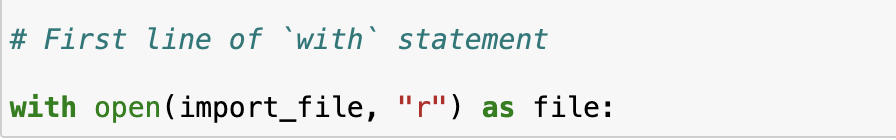 # First line of `with` statement
with open(import_file, "r") as file: